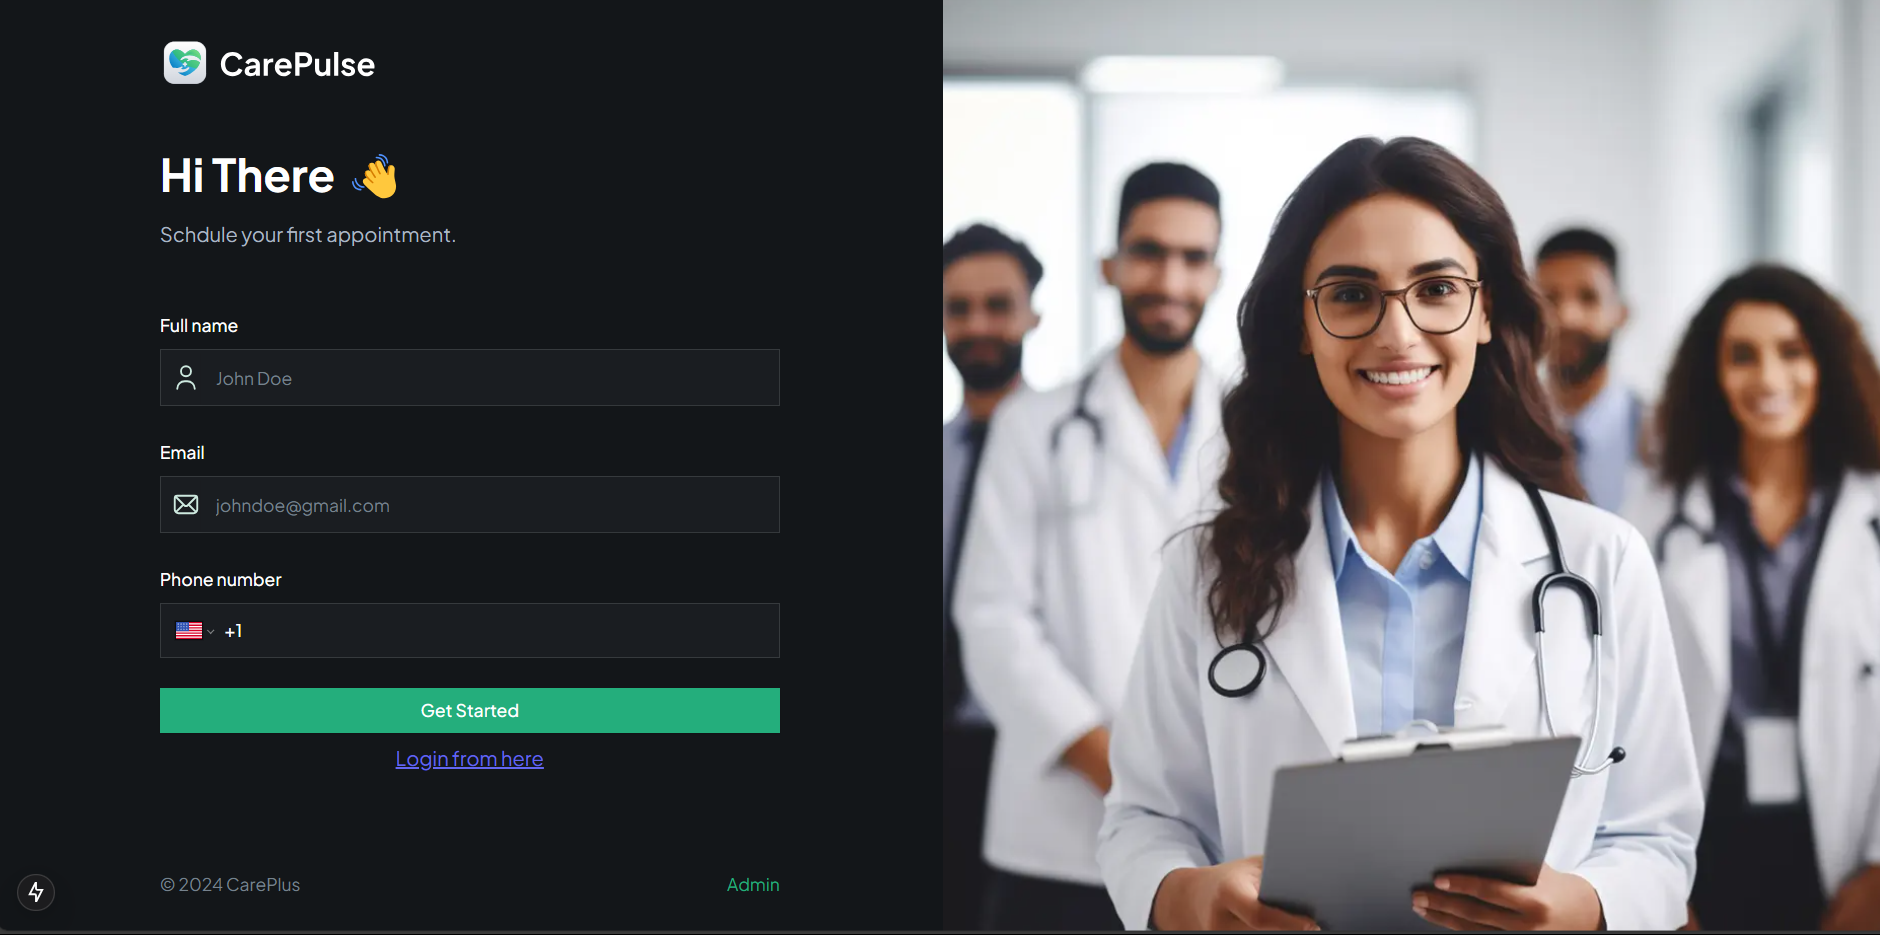 CarePulse
Hi There 👋
Schdule your first appointment.
Full name
John Doe
Email
johndoe@gmail.com
Phone number
+1
Get Started
Login from here
© 2024 CarePlus
Admin